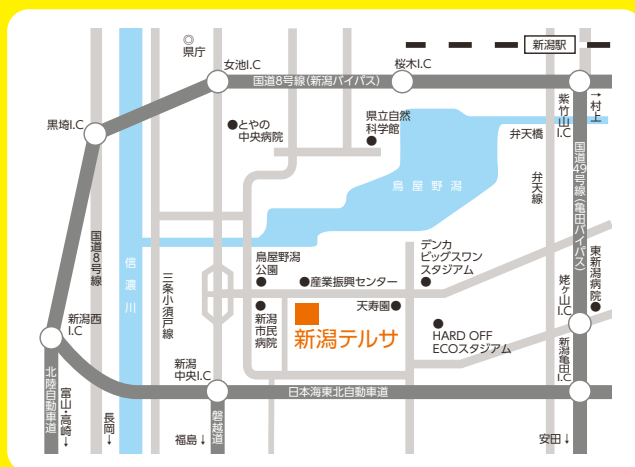 ◎
県庁
新潟駅
女池I.C
桜木I.C
国道8号線(新潟バイパス)
黒埼I.C
●とやの
中央病院
県立自然
科学館
紫竹山I.C
→村上
弁天橋
弁天線
国道49号線(亀田バイパス)
鳥屋野潟
国道8号線
信濃川
三条小須戸線
鳥屋野潟
公園
●産業振興センター
デンカ
ビッグスワン
スタジアム
東新潟病院
姥ヶ山I.C
新潟
市民
病院
天寿園●
新潟テルサ
HARD OFF
ECOスタジアム
新潟西
I.C
新潟
中央I.C
新潟亀田I.C
日本海東北自動車道
北陸自動車道
富山・高崎→
長岡→
磐越道
福島↓
安田↓